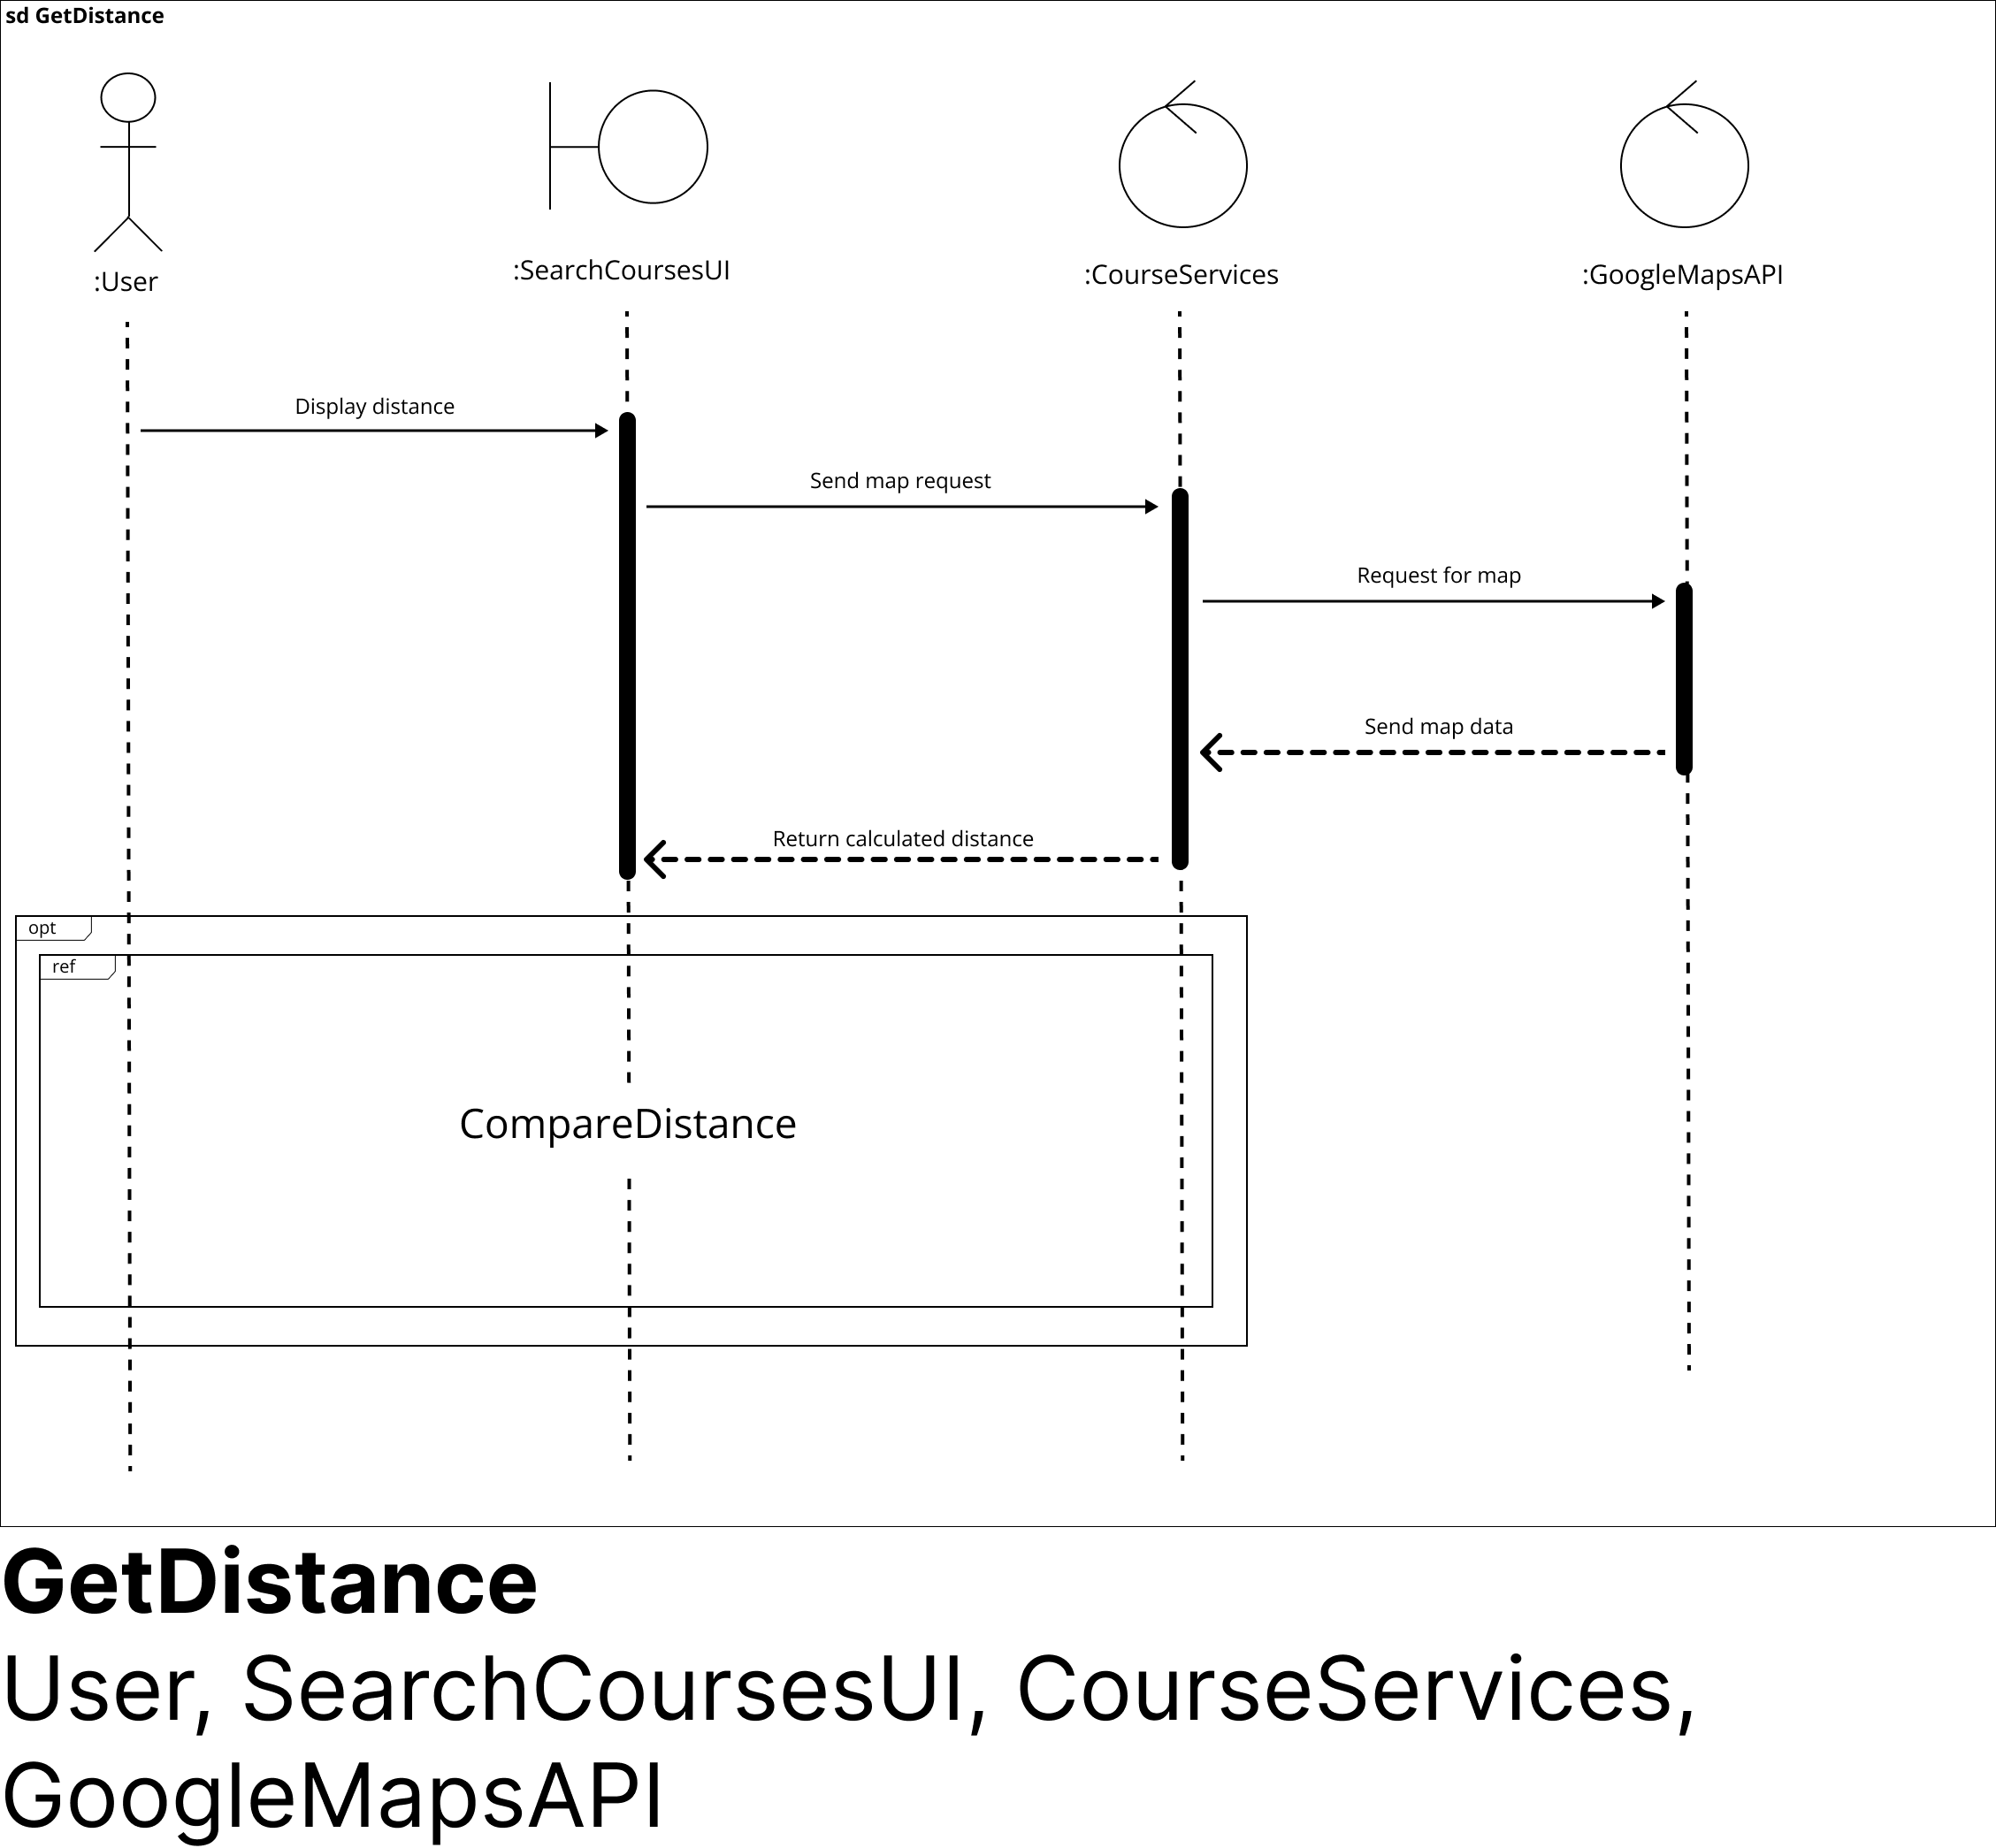 sd GetDistance
:User
:SearchCoursesUI
:CourseServices
:GoogleMapsAPI
Display distance
Send map request
Request for map
Send map data
Return calculated distance
opt
ref
CompareDistance
GetDistance
User, SearchCoursesUI, CourseServices,
GoogleMapsAPI